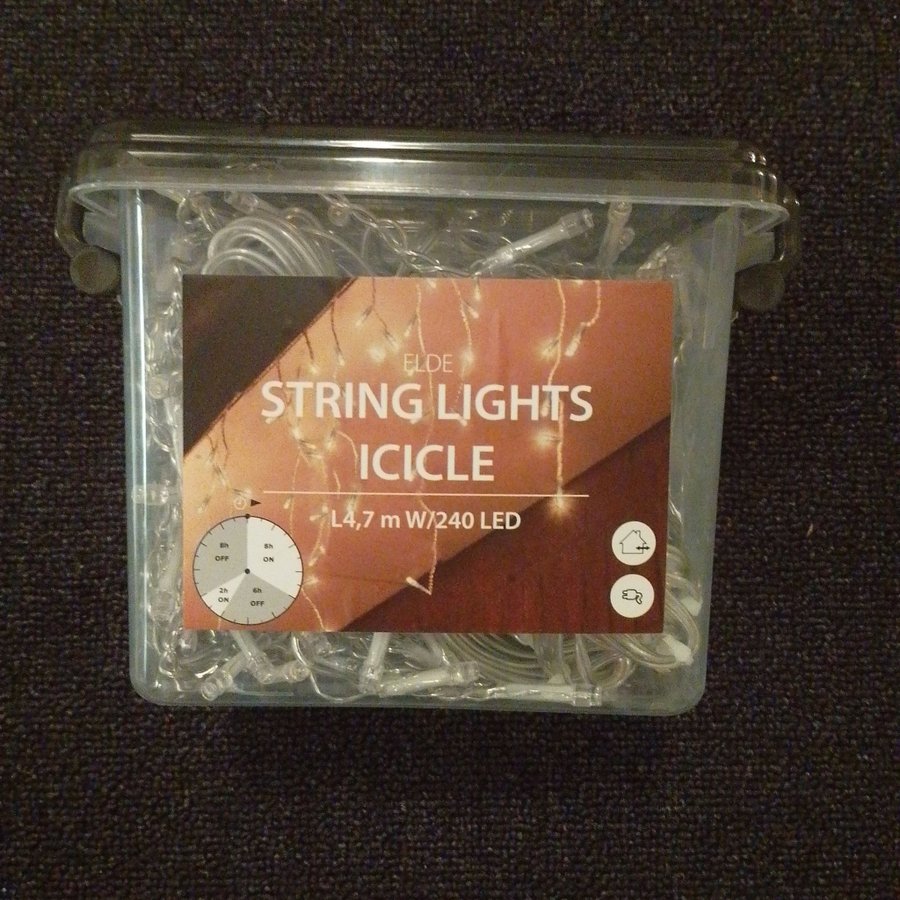 ELDE
STRING LIGHTS
ICICLE
L4,7 m W/240 LED
8h
OFF
8h
ON
2h
ON
6h
OFF